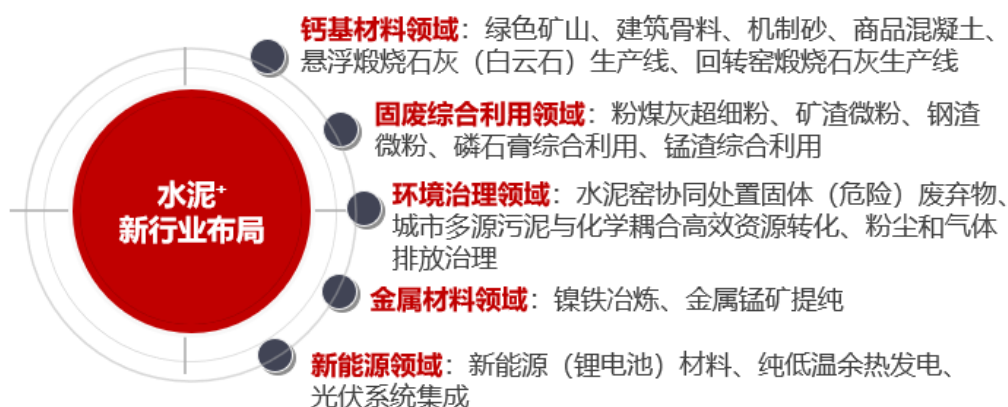 钙基材料领域：绿色矿山、建筑骨料、机制砂、商品混凝土、
悬浮煅烧石灰（白云石）生产线、回转窑煅烧石灰生产线
固废综合利用领域：粉煤灰超细粉、矿渣微粉、钢渣
微粉、磷石膏综合利用、锰渣综合利用
水泥⁺
新行业布局
环境治理领域：水泥窑协同处置固体（危险）废弃物、
城市多源污泥与化学耦合高效资源转化、粉尘和气体
排放治理
金属材料领域：镍铁冶炼、金属锰矿提纯
新能源领域：新能源（锂电池）材料、纯低温余热发电、
光伏系统集成